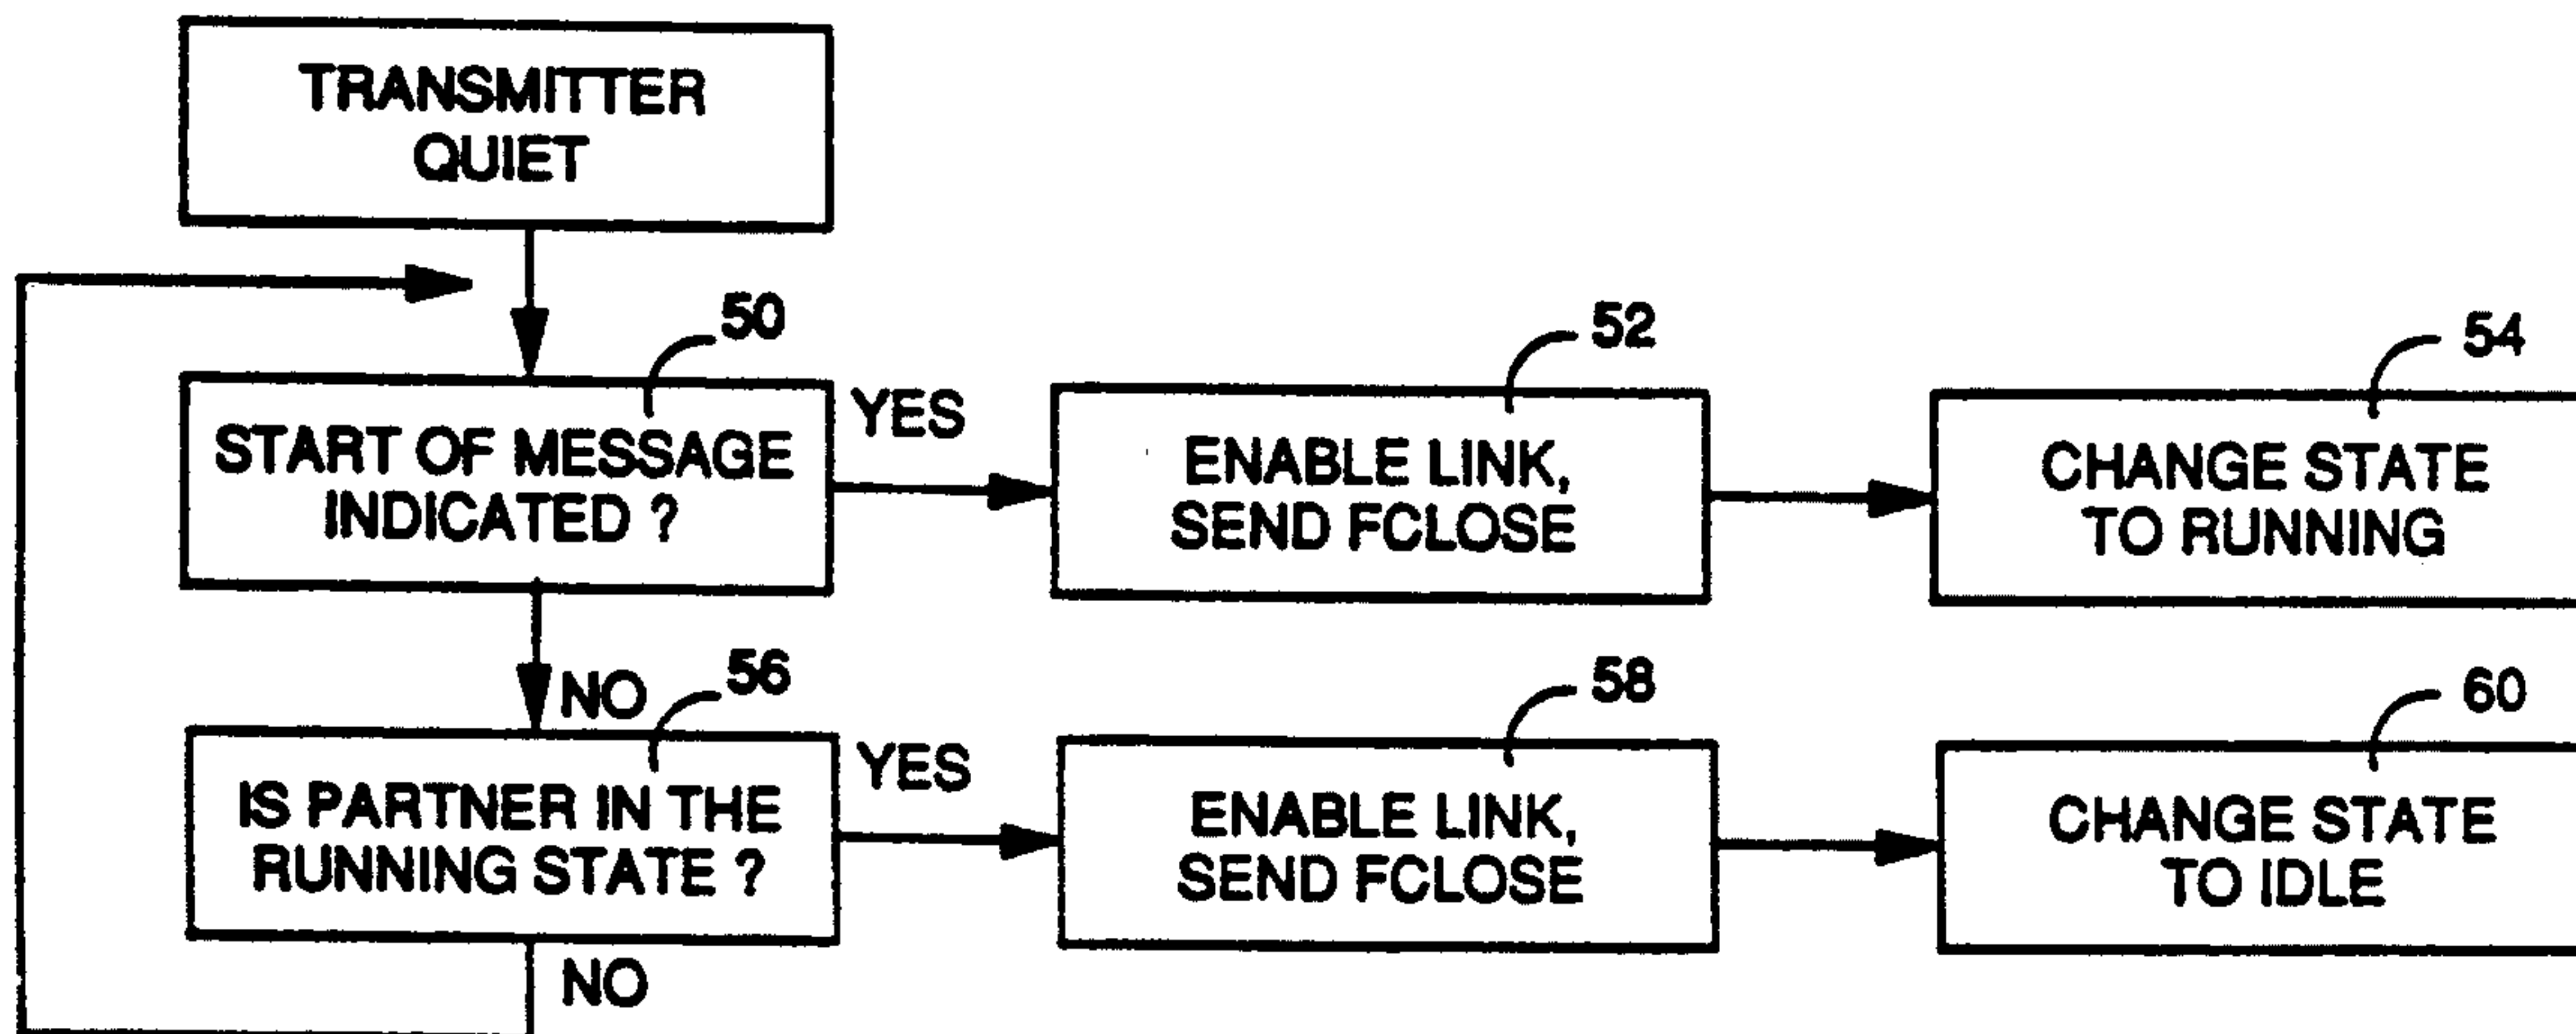 TRANSMITTER
QUIET
50
52
54
START OF MESSAGE
INDICATED ?
YES
ENABLE LINK,
SEND FCLOSE
CHANGE STATE
TO RUNNING
NO
56
58
60
IS PARTNER IN THE
RUNNING STATE ?
YES
ENABLE LINK,
SEND FCLOSE
CHANGE STATE
TO IDLE
NO